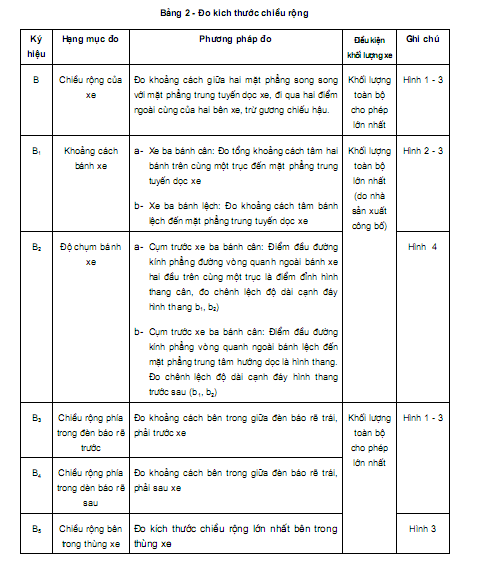 Bảng 2 - Đo kích thước chiều rộng
Ký
hiệu
Hạng mục đo
Phương pháp đo
Điều kiện
khối lượng xe
Ghi chú
B
Chiều rộng của
xe
Đo khoảng cách giữa hai mặt phẳng song song
với mặt phẳng trung tuyến dọc xe, đi qua hai điểm
ngoài cùng của hai bên xe, trừ gương chiếu hậu.
Khối lượng
toàn bộ
cho phép
lớn nhất
Hình 1 - 3
B₁
Khoảng cách
bánh xe
a- Xe ba bánh cân: Đo tổng khoảng cách tâm hai
bánh trên cùng một trục đến mặt phẳng trung
tuyến dọc xe
b- Xe ba bánh lệch: Đo khoảng cách tâm bánh
lệch đến mặt phẳng trung tuyến dọc xe
Khối lượng
toàn bộ
lớn nhất
(do nhà
sản xuất
công bố)
Hình 2 - 3
B₂
Độ chụm bánh
xe
a- Cụm trước xe ba bánh cân: Điểm đầu đường
kính phẳng đường vòng quanh ngoài bánh xe
hai đầu trên cùng một trục là điểm đỉnh hình
thang cân, đo chênh lệch độ dài cạnh đáy
hình thang b₁, b₂)
b- Cụm trước xe ba bánh cân: Điểm đầu đường
kính phẳng vòng quanh ngoài bánh lệch đến
mặt phẳng trung tâm hướng dọc là hình thang.
Đo chênh lệch độ dài cạnh đáy hình thang
trước sau (b₁, b₂)
Hình 4
B₃
Chiều rộng phía
trong đèn báo rẽ
trước
Đo khoảng cách bên trong giữa đèn báo rẽ trái,
phải trước xe
Khối lượng
toàn bộ
cho phép
lớn nhất
Hình 1 - 3
B₄
Chiều rộng phía
trong đèn báo rẽ
sau
Đo khoảng cách bên trong giữa đèn báo rẽ trái,
phải sau xe
B₅
Chiều rộng bên
trong thùng xe
Đo kích thước chiều rộng lớn nhất bên trong
thùng xe
Hình 3